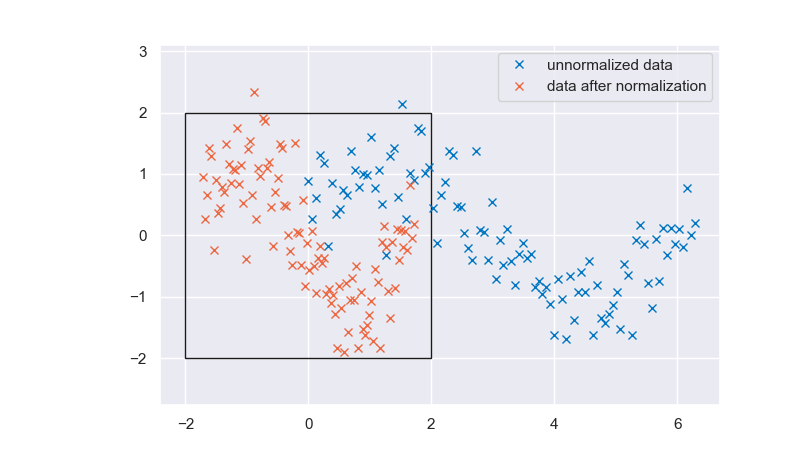 unnormalized data
data after normalization
3
2
1
0
−1
−2
−2 0 2 4 6